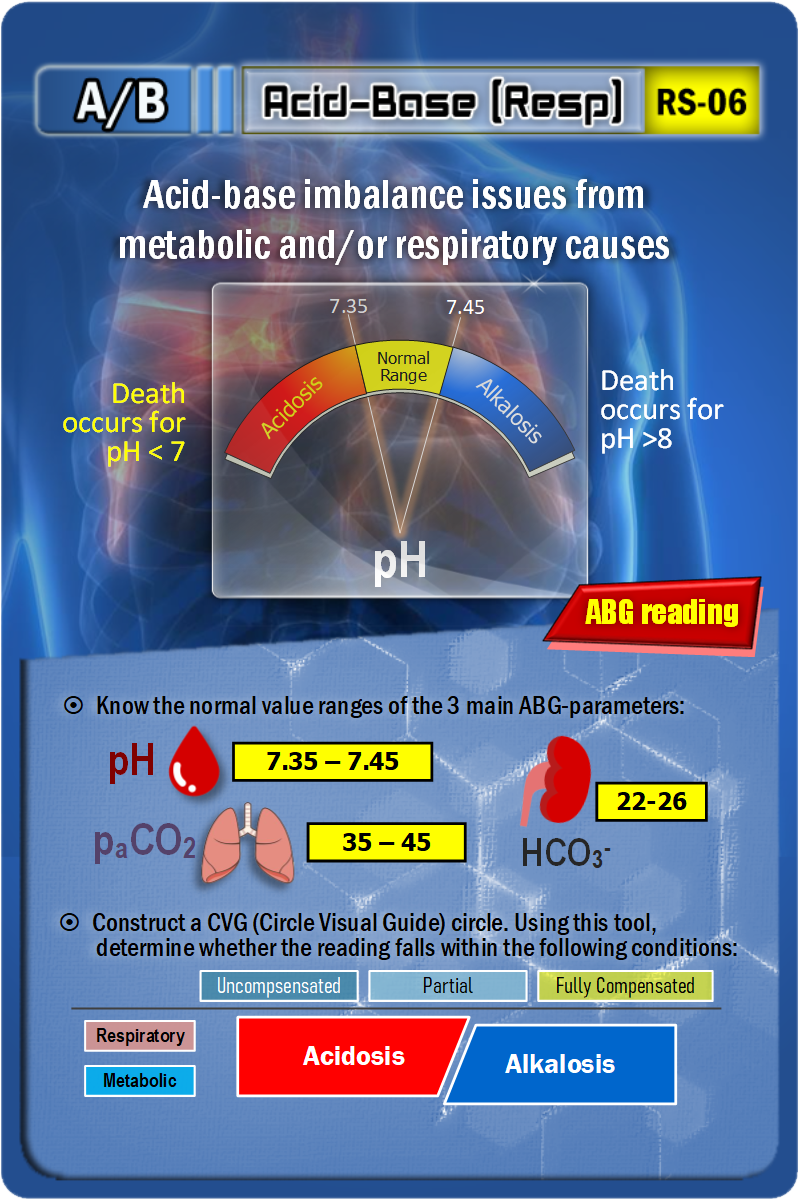 A/B
Acid-Base (Resp)
RS-06
Acid-base imbalance issues from
metabolic and/or respiratory causes
7.35
7.45
Normal
Range
Acidosis
Alkalosis
Death
occurs for
pH < 7
Death
occurs for
pH >8
pH
ABG reading
Know the normal value ranges of the 3 main ABG-parameters:
pH
7.35 – 7.45
22-26
paCO2
35 – 45
HCO3-
Construct a CVG (Circle Visual Guide) circle. Using this tool,
determine whether the reading falls within the following conditions:
Uncompsensated
Partial
Fully Compensated
Respiratory
Metabolic
Acidosis
Alkalosis